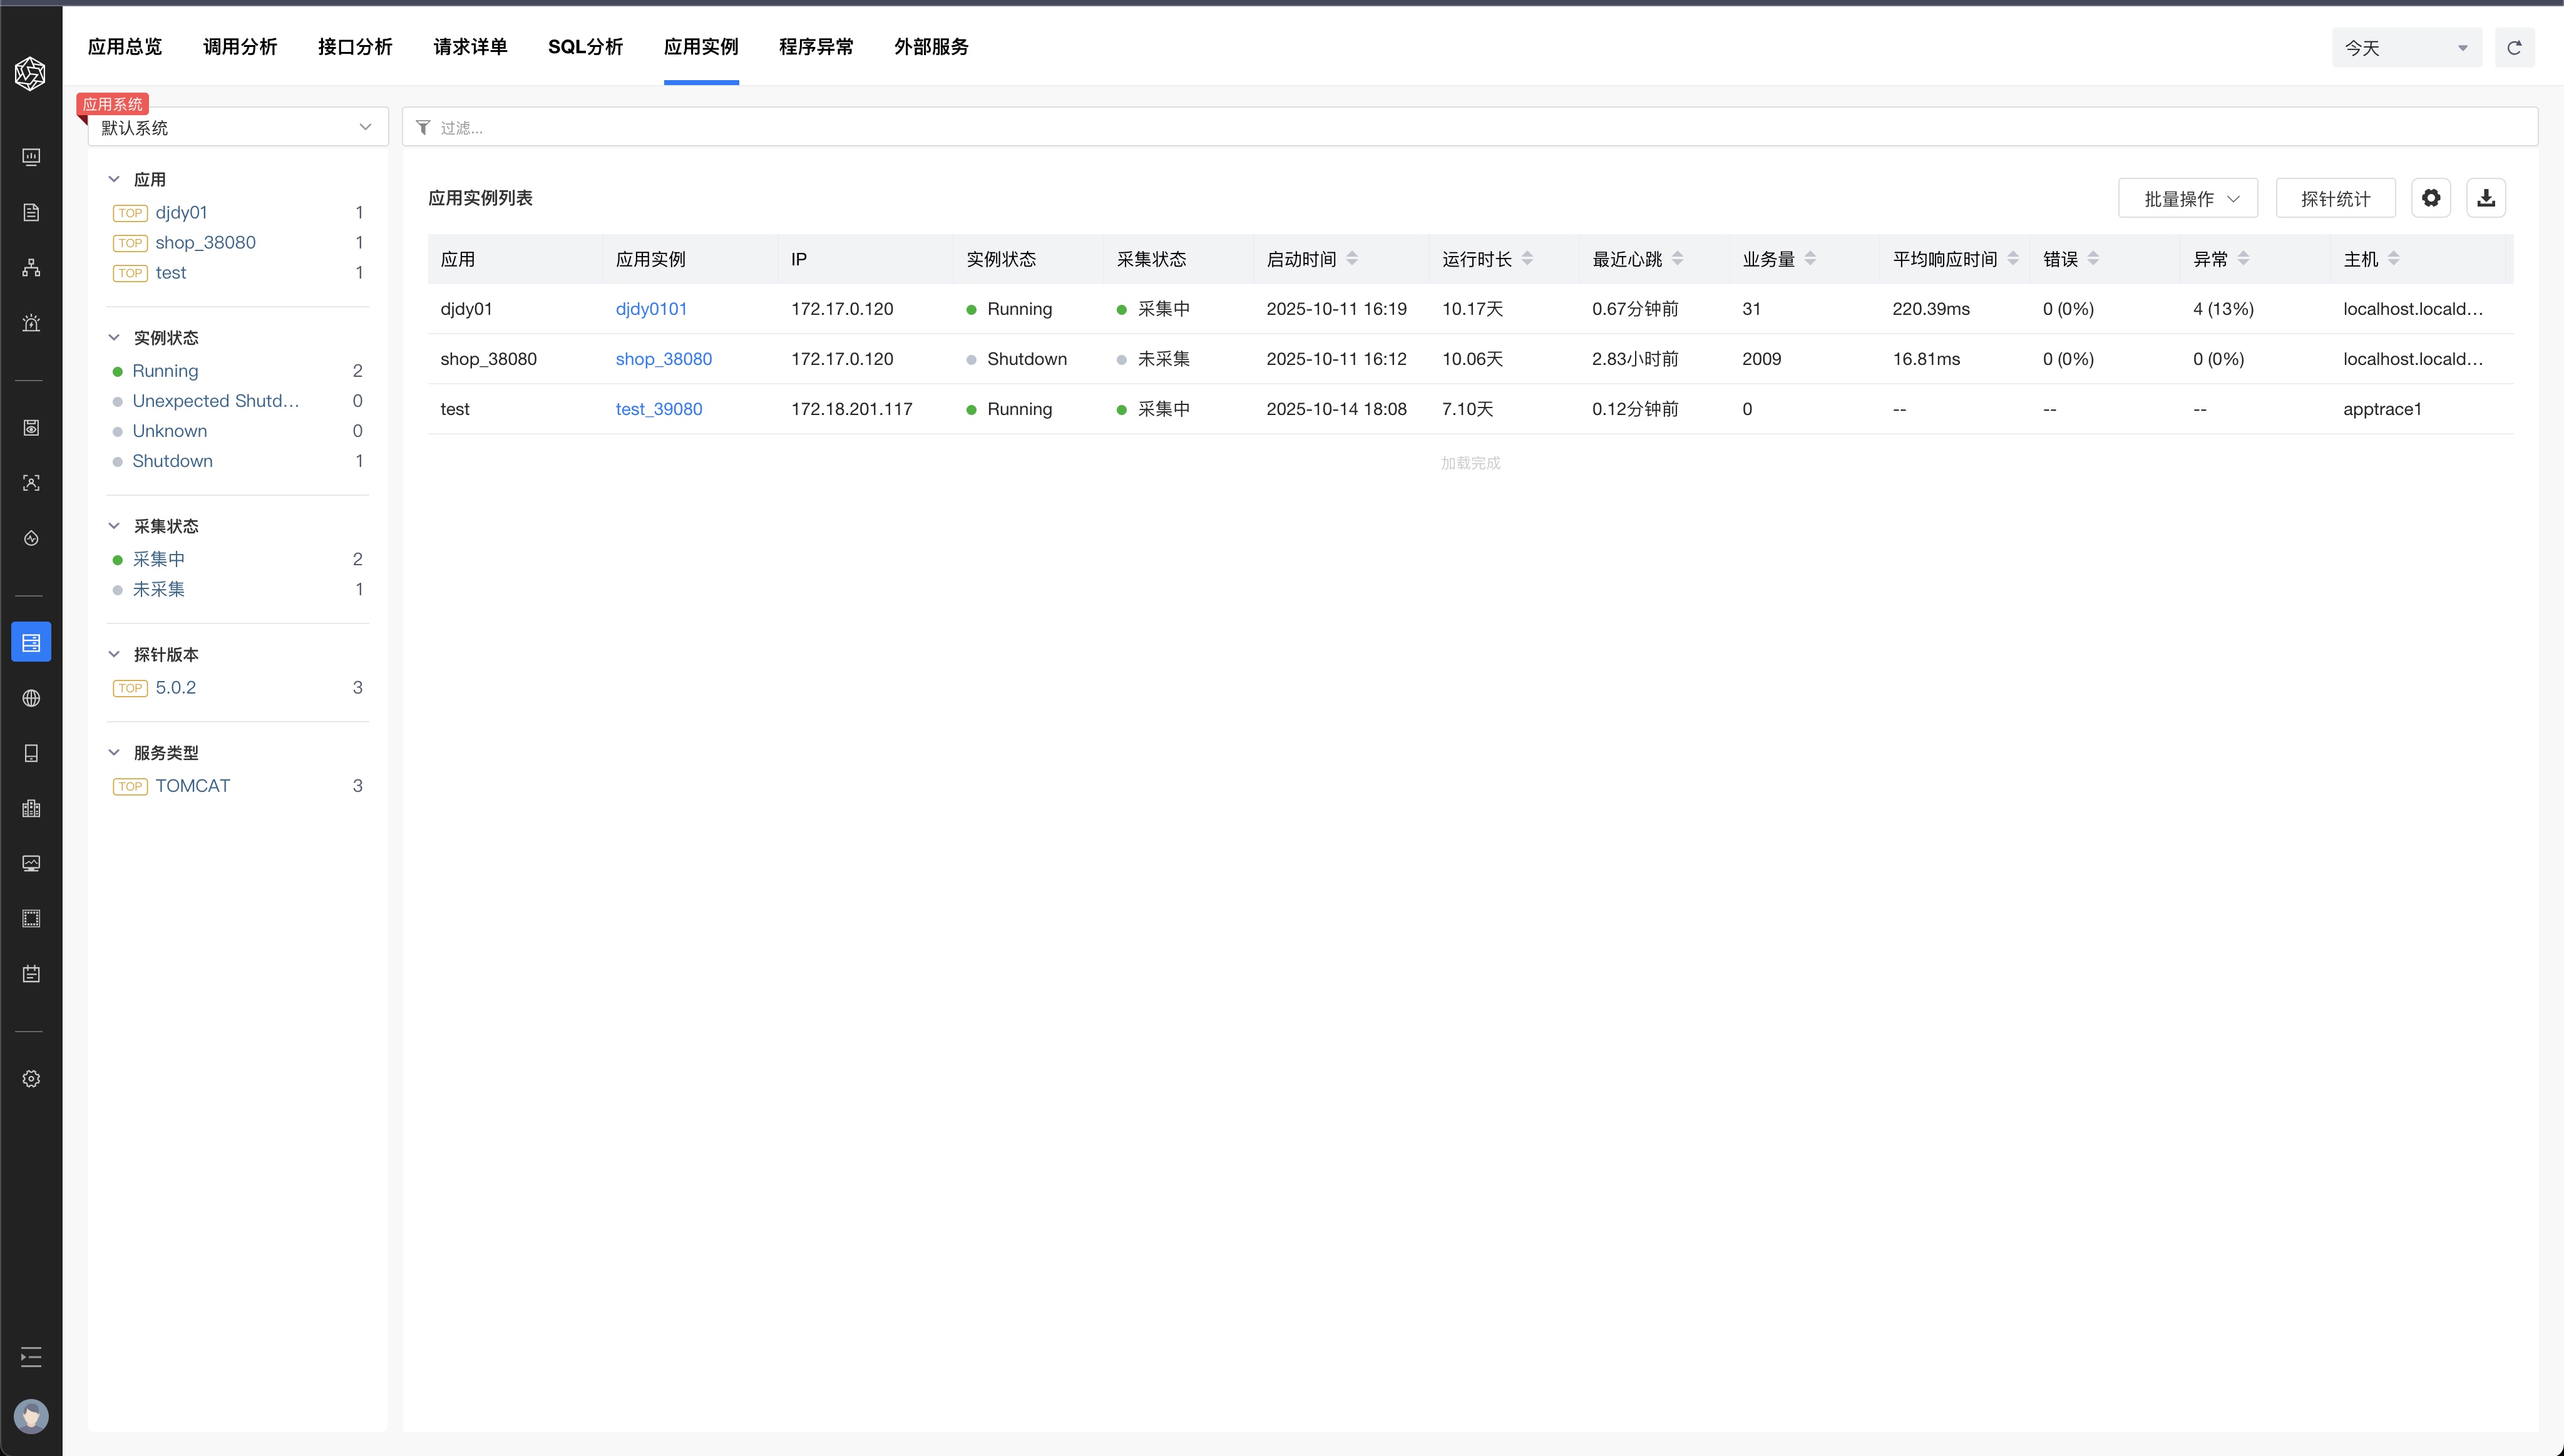 应用总览 调用分析 接口分析 请求详单 SQL分析 应用实例 程序异常 外部服务 今天
应用系统
默认系统
过滤...
应用
TOP djdy01 1
TOP shop_38080 1
TOP test 1
实例状态
Running 2
Unexpected Shutd... 0
Unknown 0
Shutdown 1
采集状态
采集中 2
未采集 1
探针版本
TOP 5.0.2 3
服务类型
TOP TOMCAT 3
应用实例列表 批量操作 探针统计
应用 应用实例 IP 实例状态 采集状态 启动时间 运行时长 最近心跳 业务量 平均响应时间 错误 异常 主机
djdy01 djdy0101 172.17.0.120 Running 采集中 2025-10-11 16:19 10.17天 0.67分钟前 31 220.39ms 0 (0%) 4 (13%) localhost.locald...
shop_38080 shop_38080 172.17.0.120 Shutdown 未采集 2025-10-11 16:12 10.06天 2.83小时前 2009 16.81ms 0 (0%) 0 (0%) localhost.locald...
test test_39080 172.18.201.117 Running 采集中 2025-10-14 18:08 7.10天 0.12分钟前 0 -- -- -- apptrace1
加载完成